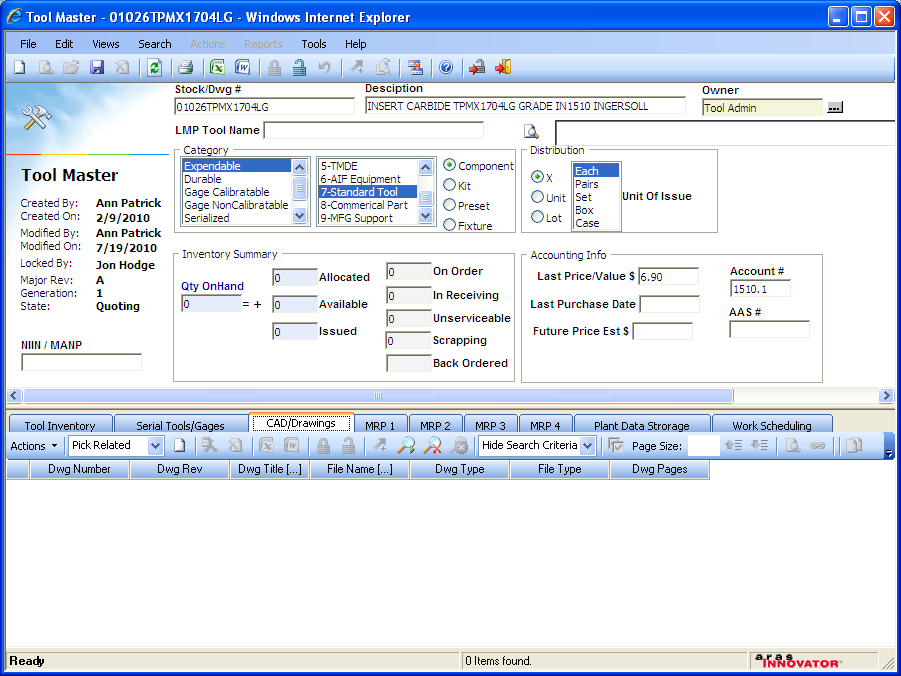 Tool Master - 01026TPMX1704LG - Windows Internet Explorer
File Edit Views Search Actions Reports Tools Help
Stock/Dwg # Desciption Owner
01026TPMX1704LG INSERT CARBIDE TPMX1704LG GRADE IN1510 INGERSOLL Tool Admin ...
LMP Tool Name
Category Distribution
Expendable 5-TMDE Component Each
Durable 6-AIF Equipment Kit X Pairs
Gage Calibratable 7-Standard Tool Preset Unit Set Unit Of Issue
Gage NonCalibratable 8-Commerical Part Fixture Lot Box
Serialized 9-MFG Support Case
Tool Master
Created By: Ann Patrick
Created On: 2/9/2010
Modified By: Ann Patrick
Modified On: 7/19/2010
Locked By: Jon Hodge
Major Rev: A
Generation: 1
State: Quoting
NIIN / MANP
Inventory Summary
Qty OnHand
0 = +
0 Allocated
0 Available
0 Issued
0 On Order
0 In Receiving
0 Unserviceable
0 Scrapping
Back Ordered
Accounting Info
Last Price/Value $ 6.90
Last Purchase Date
Future Price Est $
Account #
1510.1
AAS #
Tool Inventory Serial Tools/Gages CAD/Drawings MRP 1 MRP 2 MRP 3 MRP 4 Plant Data Strorage Work Scheduling
Actions Pick Related Hide Search Criteria Page Size:
Dwg Number Dwg Rev Dwg Title [...] File Name [...] Dwg Type File Type Dwg Pages
Ready 0 Items found. aras INNOVATOR